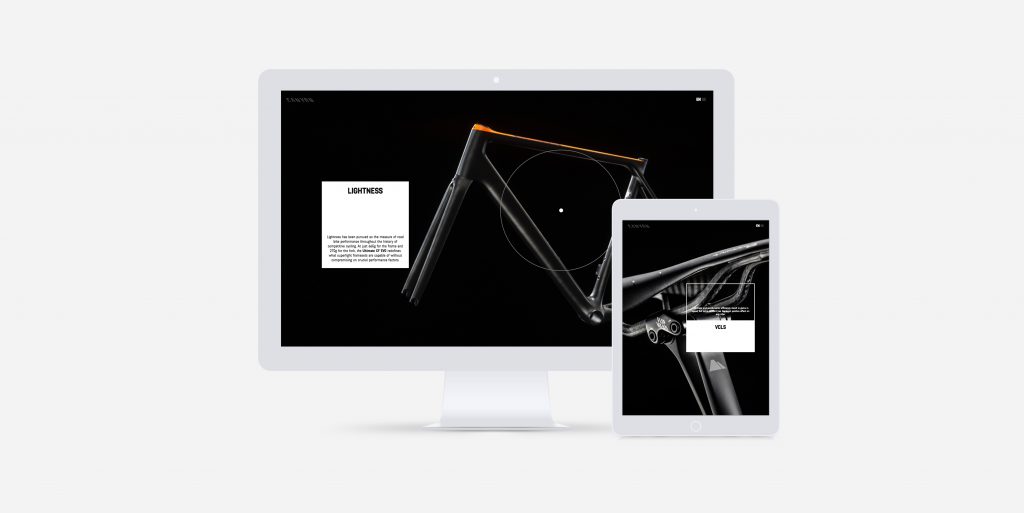 CANYON
EN DE
LIGHTNESS
Lightness has been pursued as the measure of road
bike performance throughout the history of
competitive cycling. At just 665g for the frame and
270g for the fork, the Ultimate CF EVO redefines
what superlight framesets are capable of without
compromising on crucial performance factors
CANYON
EN
VCLS